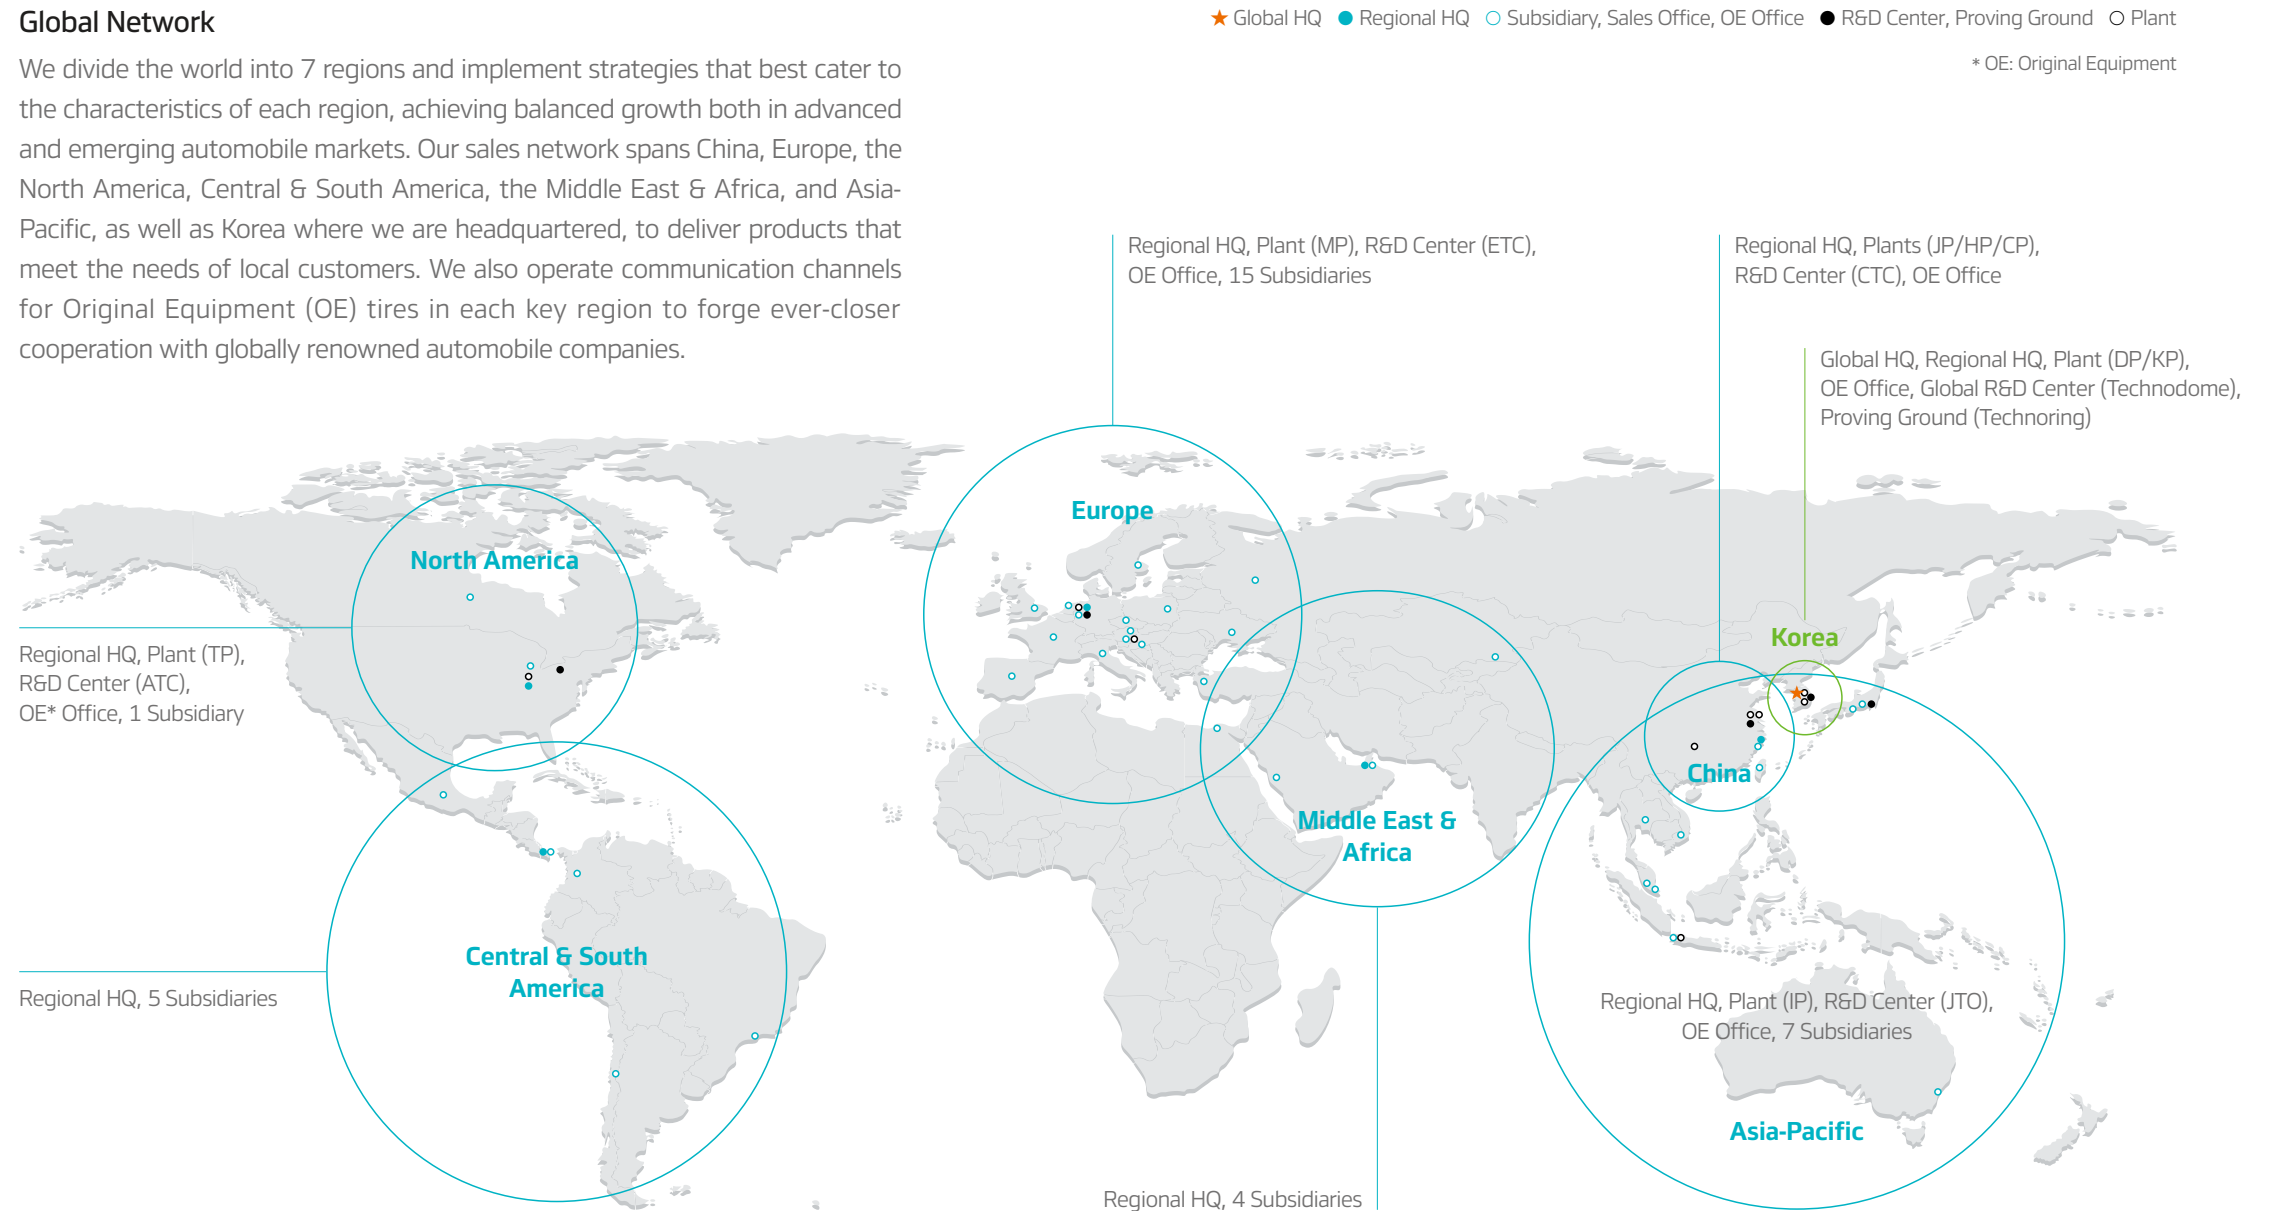 Global Network
★ Global HQ ● Regional HQ ○ Subsidiary, Sales Office, OE Office ● R&D Center, Proving Ground ○ Plant
* OE: Original Equipment
We divide the world into 7 regions and implement strategies that best cater to
the characteristics of each region, achieving balanced growth both in advanced
and emerging automobile markets. Our sales network spans China, Europe, the
North America, Central & South America, the Middle East & Africa, and Asia-
Pacific, as well as Korea where we are headquartered, to deliver products that
meet the needs of local customers. We also operate communication channels
for Original Equipment (OE) tires in each key region to forge ever-closer
cooperation with globally renowned automobile companies.
Regional HQ, Plant (MP), R&D Center (ETC),
OE Office, 15 Subsidiaries
Regional HQ, Plants (JP/HP/CP),
R&D Center (CTC), OE Office
Global HQ, Regional HQ, Plant (DP/KP),
OE Office, Global R&D Center (Technodome),
Proving Ground (Technoring)
Europe
North America
Korea
Regional HQ, Plant (TP),
R&D Center (ATC),
OE* Office, 1 Subsidiary
China
Middle East &
Africa
Central & South
America
Regional HQ, 5 Subsidiaries
Regional HQ, Plant (IP), R&D Center (JTO),
OE Office, 7 Subsidiaries
Asia-Pacific
Regional HQ, 4 Subsidiaries